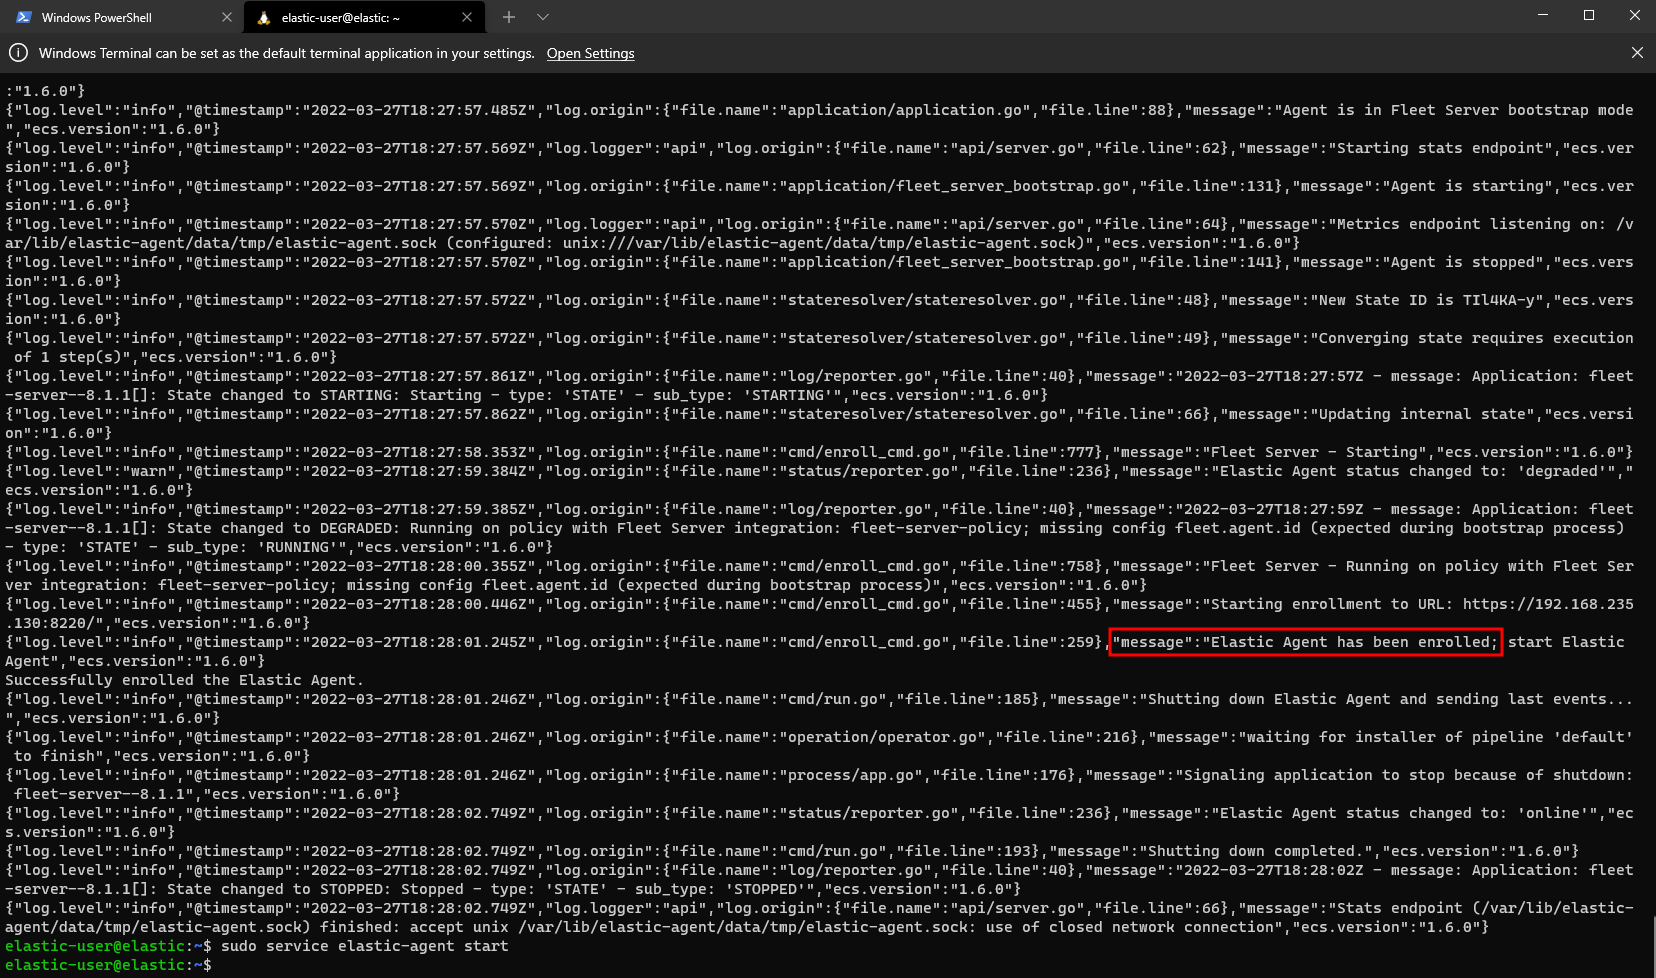 Windows PowerShell
elastic-user@elastic: ~
Windows Terminal can be set as the default terminal application in your settings. Open Settings
:"1.6.0"}
{"log.level":"info","@timestamp":"2022-03-27T18:27:57.485Z","log.origin":{"file.name":"application/application.go","file.line":88},"message":"Agent is in Fleet Server bootstrap mode
","ecs.version":"1.6.0"}
{"log.level":"info","@timestamp":"2022-03-27T18:27:57.569Z","log.logger":"api","log.origin":{"file.name":"api/server.go","file.line":62},"message":"Starting stats endpoint","ecs.ver
sion":"1.6.0"}
{"log.level":"info","@timestamp":"2022-03-27T18:27:57.569Z","log.origin":{"file.name":"application/fleet_server_bootstrap.go","file.line":131},"message":"Agent is starting","ecs.ver
sion":"1.6.0"}
{"log.level":"info","@timestamp":"2022-03-27T18:27:57.570Z","log.logger":"api","log.origin":{"file.name":"api/server.go","file.line":64},"message":"Metrics endpoint listening on: /v
ar/lib/elastic-agent/data/tmp/elastic-agent.sock (configured: unix:///var/lib/elastic-agent/data/tmp/elastic-agent.sock)","ecs.version":"1.6.0"}
{"log.level":"info","@timestamp":"2022-03-27T18:27:57.570Z","log.origin":{"file.name":"application/fleet_server_bootstrap.go","file.line":141},"message":"Agent is stopped","ecs.vers
ion":"1.6.0"}
{"log.level":"info","@timestamp":"2022-03-27T18:27:57.572Z","log.origin":{"file.name":"stateresolver/stateresolver.go","file.line":48},"message":"New State ID is TIl4KA-y","ecs.vers
ion":"1.6.0"}
{"log.level":"info","@timestamp":"2022-03-27T18:27:57.572Z","log.origin":{"file.name":"stateresolver/stateresolver.go","file.line":49},"message":"Converging state requires execution
 of 1 step(s)","ecs.version":"1.6.0"}
{"log.level":"info","@timestamp":"2022-03-27T18:27:57.861Z","log.origin":{"file.name":"log/reporter.go","file.line":40},"message":"2022-03-27T18:27:57Z - message: Application: fleet
-server--8.1.1[]: State changed to STARTING: Starting - type: 'STATE' - sub_type: 'STARTING'","ecs.version":"1.6.0"}
{"log.level":"info","@timestamp":"2022-03-27T18:27:57.862Z","log.origin":{"file.name":"stateresolver/stateresolver.go","file.line":66},"message":"Updating internal state","ecs.versi
on":"1.6.0"}
{"log.level":"info","@timestamp":"2022-03-27T18:27:58.353Z","log.origin":{"file.name":"cmd/enroll_cmd.go","file.line":777},"message":"Fleet Server - Starting","ecs.version":"1.6.0"}
{"log.level":"warn","@timestamp":"2022-03-27T18:27:59.384Z","log.origin":{"file.name":"status/reporter.go","file.line":236},"message":"Elastic Agent status changed to: 'degraded'","
ecs.version":"1.6.0"}
{"log.level":"info","@timestamp":"2022-03-27T18:27:59.385Z","log.origin":{"file.name":"log/reporter.go","file.line":40},"message":"2022-03-27T18:27:59Z - message: Application: fleet
-server--8.1.1[]: State changed to DEGRADED: Running on policy with Fleet Server integration: fleet-server-policy; missing config fleet.agent.id (expected during bootstrap process)
- type: 'STATE' - sub_type: 'RUNNING'","ecs.version":"1.6.0"}
{"log.level":"info","@timestamp":"2022-03-27T18:28:00.355Z","log.origin":{"file.name":"cmd/enroll_cmd.go","file.line":758},"message":"Fleet Server - Running on policy with Fleet Ser
ver integration: fleet-server-policy; missing config fleet.agent.id (expected during bootstrap process)","ecs.version":"1.6.0"}
{"log.level":"info","@timestamp":"2022-03-27T18:28:00.446Z","log.origin":{"file.name":"cmd/enroll_cmd.go","file.line":455},"message":"Starting enrollment to URL: https://192.168.235
.130:8220/","ecs.version":"1.6.0"}
{"log.level":"info","@timestamp":"2022-03-27T18:28:01.245Z","log.origin":{"file.name":"cmd/enroll_cmd.go","file.line":259},"message":"Elastic Agent has been enrolled; start Elastic
Agent","ecs.version":"1.6.0"}
Successfully enrolled the Elastic Agent.
{"log.level":"info","@timestamp":"2022-03-27T18:28:01.246Z","log.origin":{"file.name":"cmd/run.go","file.line":185},"message":"Shutting down Elastic Agent and sending last events...
","ecs.version":"1.6.0"}
{"log.level":"info","@timestamp":"2022-03-27T18:28:01.246Z","log.origin":{"file.name":"operation/operator.go","file.line":216},"message":"waiting for installer of pipeline 'default'
 to finish","ecs.version":"1.6.0"}
{"log.level":"info","@timestamp":"2022-03-27T18:28:01.246Z","log.origin":{"file.name":"process/app.go","file.line":176},"message":"Signaling application to stop because of shutdown:
 fleet-server--8.1.1","ecs.version":"1.6.0"}
{"log.level":"info","@timestamp":"2022-03-27T18:28:02.749Z","log.origin":{"file.name":"status/reporter.go","file.line":236},"message":"Elastic Agent status changed to: 'online'","ec
s.version":"1.6.0"}
{"log.level":"info","@timestamp":"2022-03-27T18:28:02.749Z","log.origin":{"file.name":"cmd/run.go","file.line":193},"message":"Shutting down completed.","ecs.version":"1.6.0"}
{"log.level":"info","@timestamp":"2022-03-27T18:28:02.749Z","log.origin":{"file.name":"log/reporter.go","file.line":40},"message":"2022-03-27T18:28:02Z - message: Application: fleet
-server--8.1.1[]: State changed to STOPPED: Stopped - type: 'STATE' - sub_type: 'STOPPED'","ecs.version":"1.6.0"}
{"log.level":"info","@timestamp":"2022-03-27T18:28:02.749Z","log.logger":"api","log.origin":{"file.name":"api/server.go","file.line":66},"message":"Stats endpoint (/var/lib/elastic-
agent/data/tmp/elastic-agent.sock) finished: accept unix /var/lib/elastic-agent/data/tmp/elastic-agent.sock: use of closed network connection","ecs.version":"1.6.0"}
elastic-user@elastic:~$ sudo service elastic-agent start
elastic-user@elastic:~$